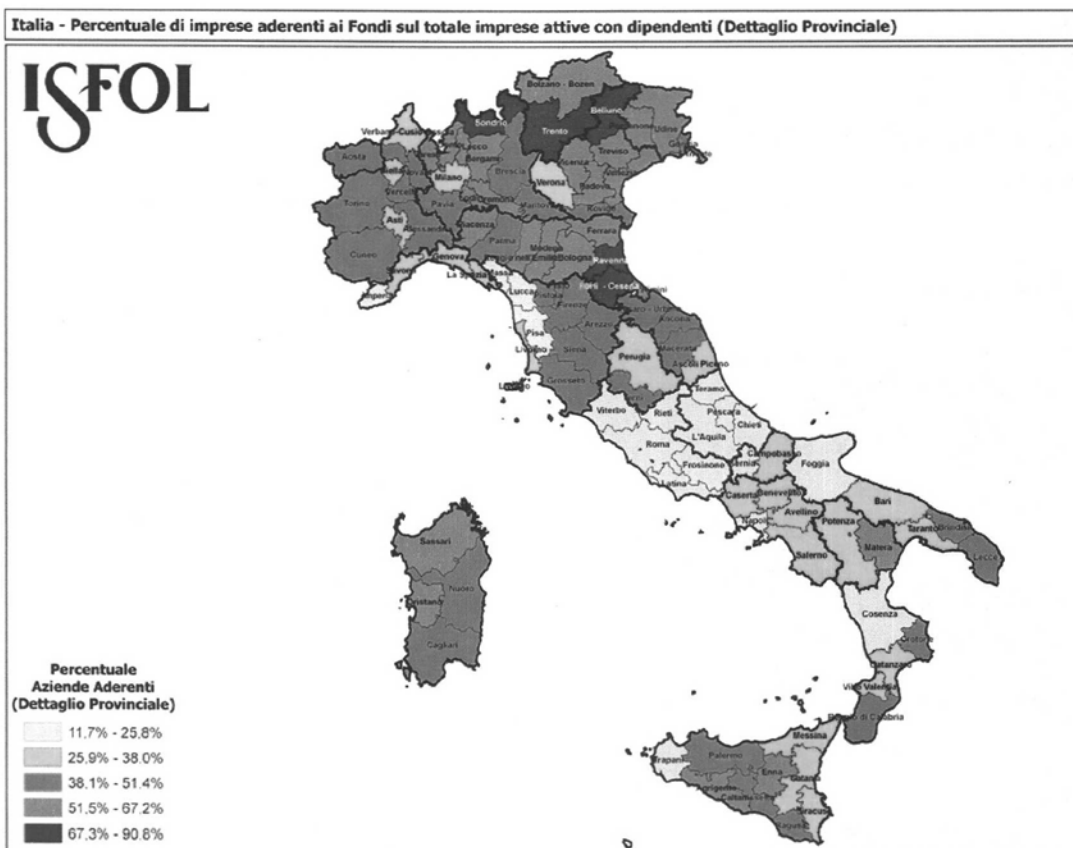 Italia - Percentuale di imprese aderenti ai Fondi sul totale imprese attive con dipendenti (Dettaglio Provinciale)
ISFOL
Bolzano - Bozen
Sondrio
Trento
Belluno
Udine
Lecco
Bergamo
Treviso
Vicenza
Aosta
Milano
Brescia
Verona
Padova
Torino
Pavia
Cremona
Rovigo
Asti
Alessandria
Piacenza
Parma
Ferrara
Cuneo
Genova
Modena
Bologna
Ravenna
La Spezia
Massa
Forlì - Cesena
Imperia
Lucca
Pistoia
Firenze
Ancona
Pisa
Arezzo
Macerata
Livorno
Siena
Perugia
Ascoli Piceno
Grosseto
Teramo
Viterbo
Rieti
Pescara
Chieti
L'Aquila
Roma
Campobasso
Frosinone
Foggia
Latina
Caserta
Benevento
Bari
Napoli
Avellino
Potenza
Taranto
Brindisi
Salerno
Matera
Lecce
Sassari
Nuoro
Oristano
Cosenza
Cagliari
Crotone
Catanzaro
Vibo Valentia
Reggio di Calabria
Messina
Trapani
Palermo
Enna
Catania
Agrigento
Siracusa
Ragusa
Percentuale
Aziende Aderenti
(Dettaglio Provinciale)
11,7% - 25.8%
25,9% - 38.0%
38,1% - 51.4%
51,5% - 67.2%
67,3% - 90.8%